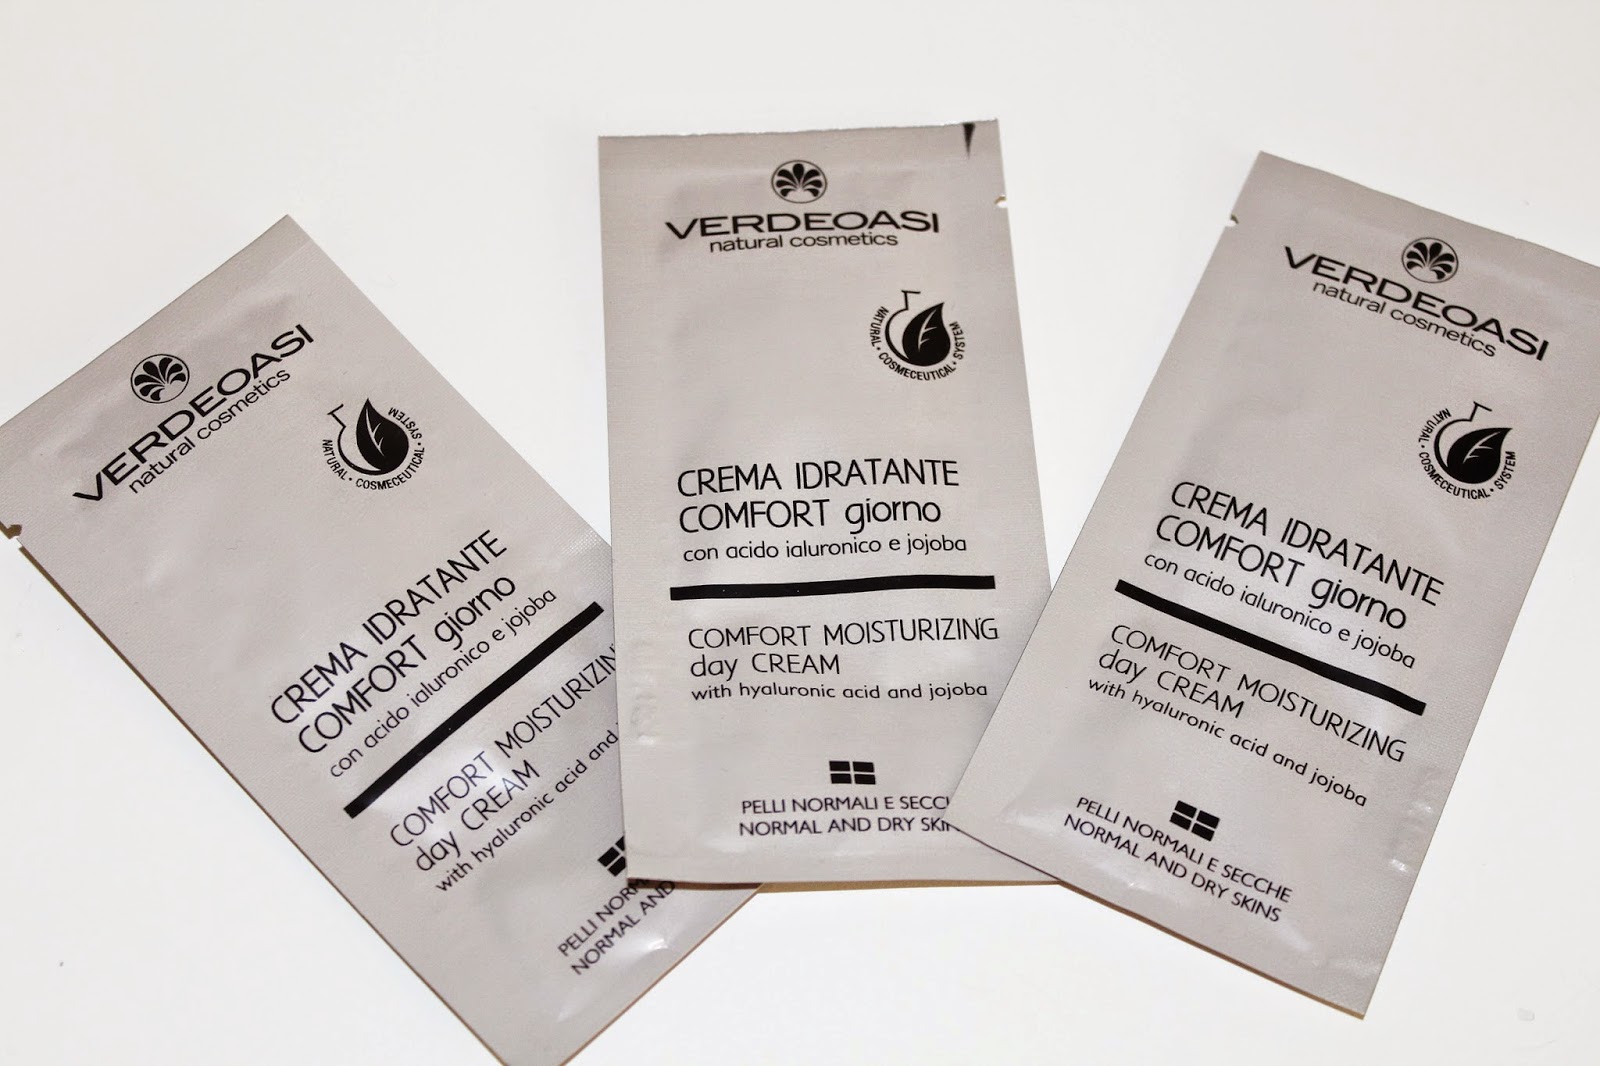 VERDEOASI
natural cosmetics
NATURAL • COSMECEUTICAL • SYSTEM
CREMA IDRATANTE
COMFORT giorno
con acido ialuronico e jojoba
COMFORT MOISTURIZIN
day CREAM
with hyaluronic acid and
PELLI NORM
NORMAL AND
VERDEOASI
natural cosmetics
NATURAL • COSMECEUTICAL • SYSTEM
CREMA IDRATANTE
COMFORT giorno
con acido ialuronico e jojoba
COMFORT MOISTURIZING
day CREAM
with hyaluronic acid and jojoba
PELLI NORMALI E SECC
NORMAL AND DRY SKIN
VERDEOASI
natural cosmetics
NATURAL • COSMECEUTICAL • SYSTEM
CREMA IDRATANTE
COMFORT giorno
con acido ialuronico e jojoba
COMFORT MOISTURIZING
day CREAM
with hyaluronic acid and jojoba
PELLI NORMALI E SECCHE
NORMAL AND DRY SKINS